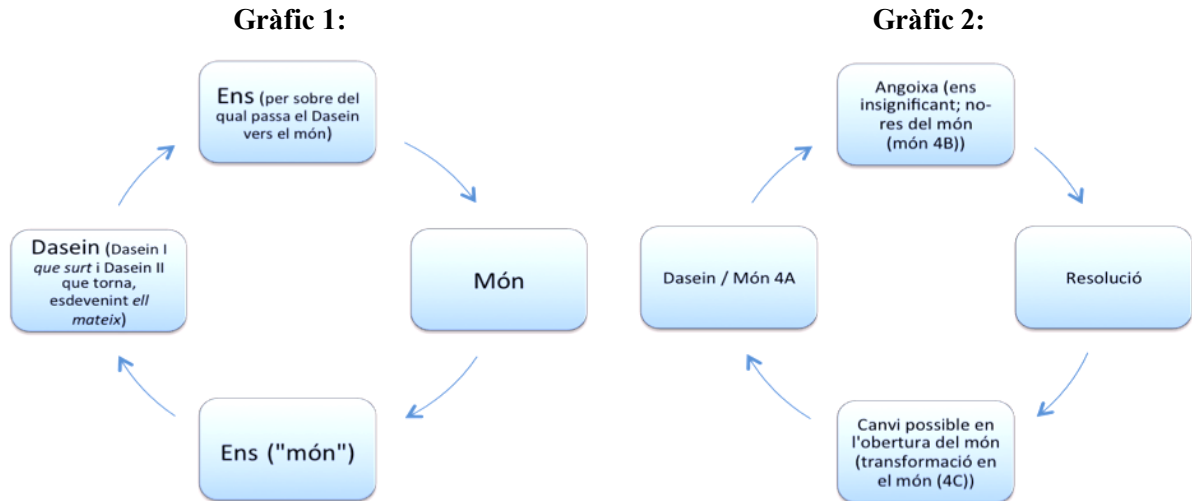 Gràfic 1:
Ens (per sobre del
qual passa el Dasein
vers el món)
Món
Ens ("món")
Dasein (Dasein I
que surt i Dasein II
que torna,
esdevenint ell
mateix)
Gràfic 2:
Angoixa (ens
insignificant; no-
res del món
(món 4B))
Resolució
Canvi possible en
l'obertura del món
(transformació en
el món (4C))
Dasein / Món 4A